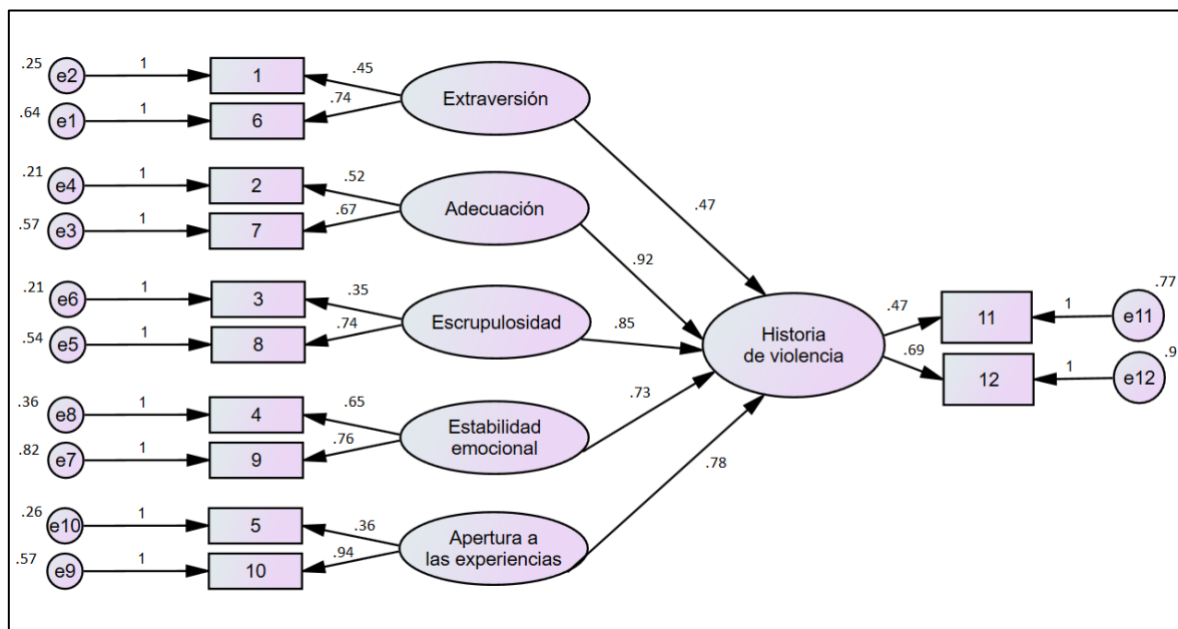 .25 e2 1 1 .45
.64 e1 1 6 .74
Extraversión
.21 e4 1 2 .52
.57 e3 1 7 .67
Adecuación
.21 e6 1 3 .35
.54 e5 1 8 .74
Escrupulosidad
.36 e8 1 4 .65
.82 e7 1 9 .76
Estabilidad
emocional
.26 e10 1 5 .36
.57 e9 1 10 .94
Apertura a
las experiencias
.47
.92
.85
.73
.78
Historia
de violencia
.47 11 1 e11 .77
.69 12 1 e12 .9